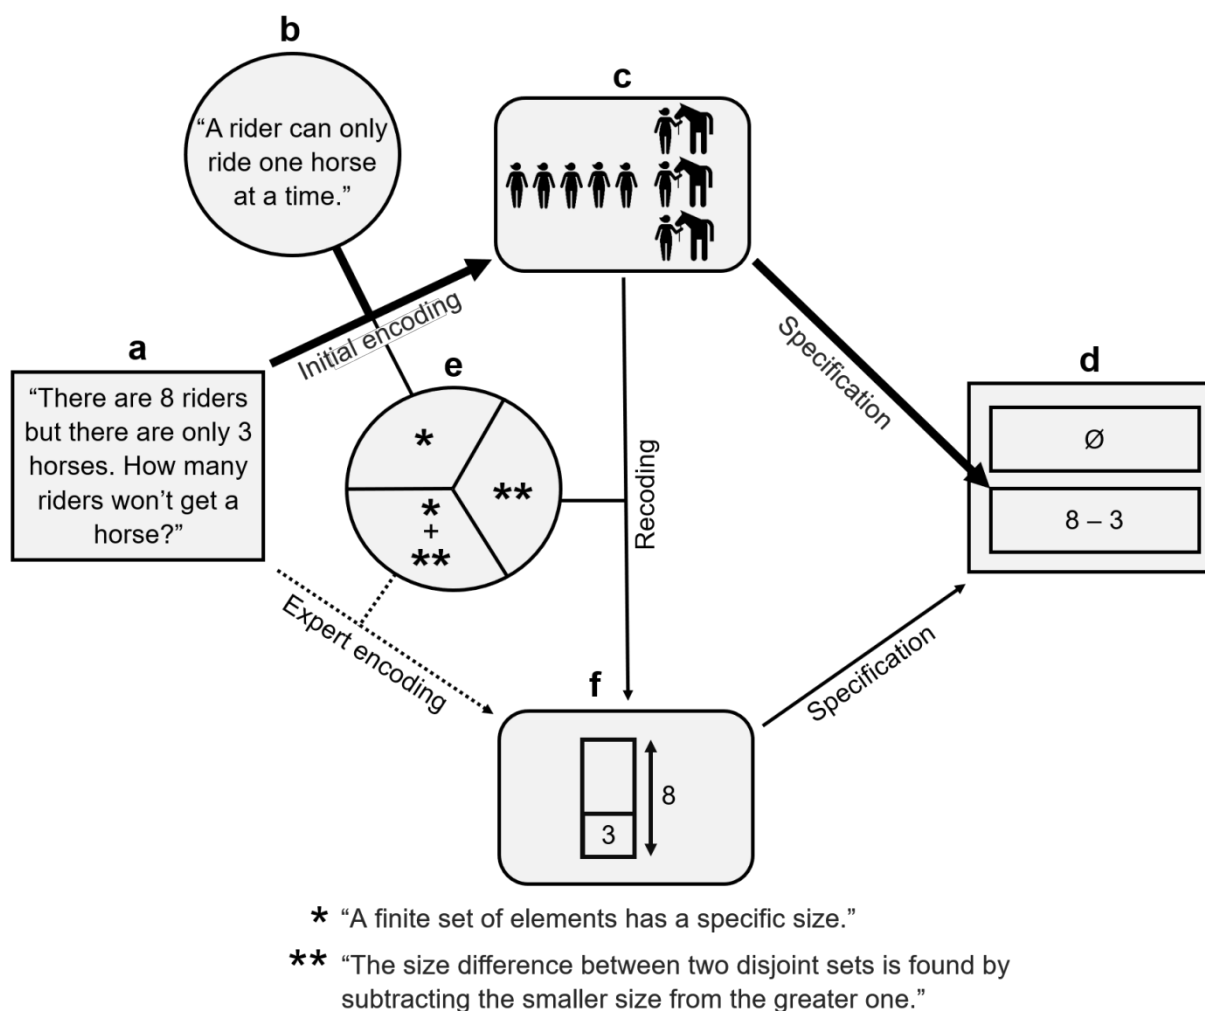 b
“A rider can only
ride one horse
at a time.”
c
Initial encoding
a
“There are 8 riders
but there are only 3
horses. How many
riders won’t get a
horse?”
e
*
**
*
+
**
Recoding
Specification
d
Ø
8 – 3
Expert encoding
Specification
f
8
3
* “A finite set of elements has a specific size.”
** “The size difference between two disjoint sets is found by
subtracting the smaller size from the greater one.”